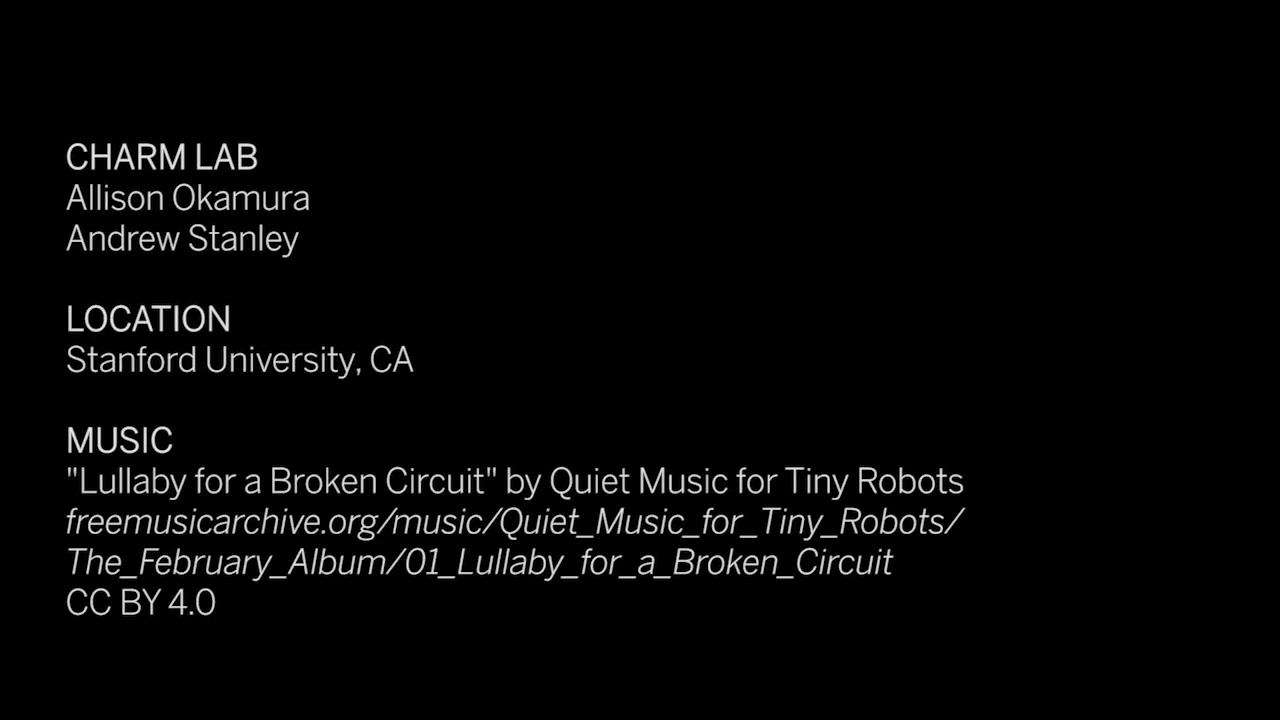 CHARM LAB
Allison Okamura
Andrew Stanley
LOCATION
Stanford University, CA
MUSIC
"Lullaby for a Broken Circuit" by Quiet Music for Tiny Robots
freemusicarchive.org/music/Quiet_Music_for_Tiny_Robots/
The_February_Album/01_Lullaby_for_a_Broken_Circuit
CC BY 4.0